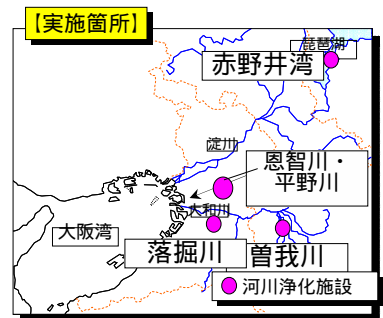 【実施箇所】
琵琶湖
赤野井湾
淀川
恩智川・
平野川
大和川
大阪湾
落掘川
曽我川
河川浄化施設